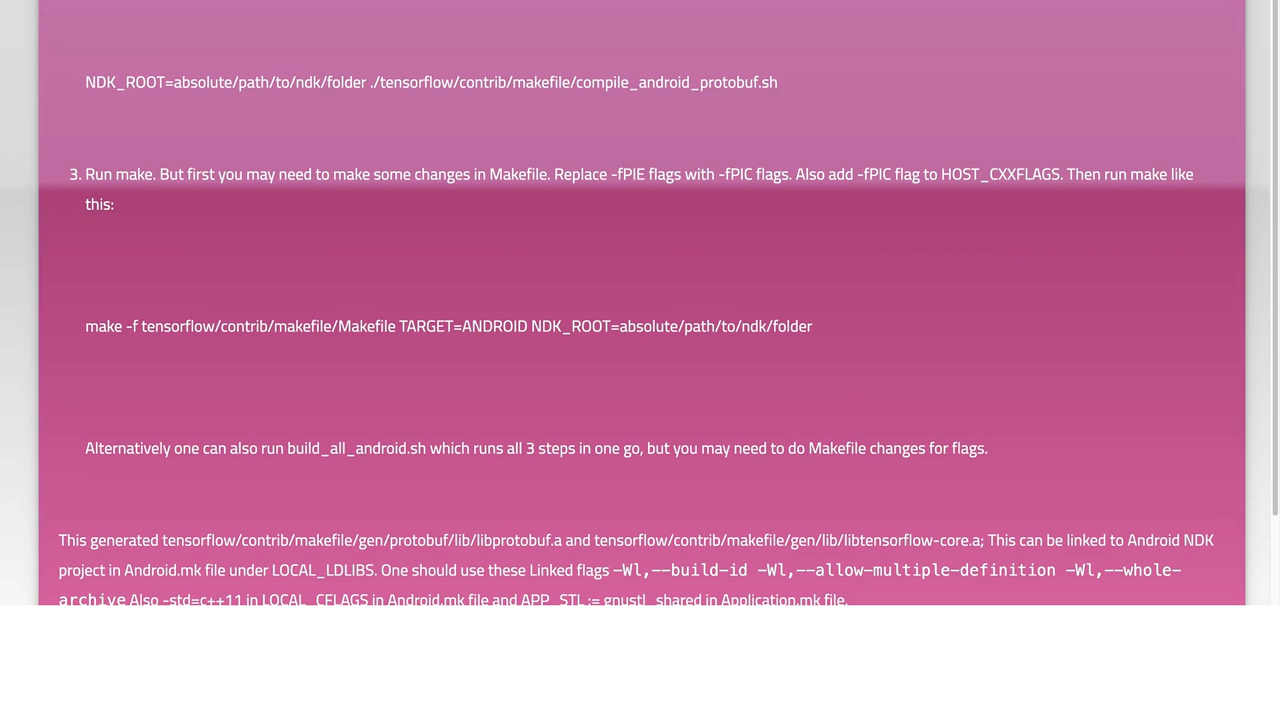 NDK_ROOT=absolute/path/to/ndk/folder ./tensorflow/contrib/makefile/compile_android_protobuf.sh
3. Run make. But first you may need to make some changes in Makefile. Replace -fPIE flags with -fPIC flags. Also add -fPIC flag to HOST_CXXFLAGS. Then run make like
this:
make -f tensorflow/contrib/makefile/Makefile TARGET=ANDROID NDK_ROOT=absolute/path/to/ndk/folder
Alternatively one can also run build_all_android.sh which runs all 3 steps in one go, but you may need to do Makefile changes for flags.
This generated tensorflow/contrib/makefile/gen/protobuf/lib/libprotobuf.a and tensorflow/contrib/makefile/gen/lib/libtensorflow-core.a; This can be linked to Android NDK
project in Android.mk file under LOCAL_LDLIBS. One should use these Linked flags -Wl,--build-id -Wl,--allow-multiple-definition -Wl,--whole-
archive Also -std=c++11 in LOCAL_CFLAGS in Android.mk file and APP_STL := gnustl_shared in Application.mk file.